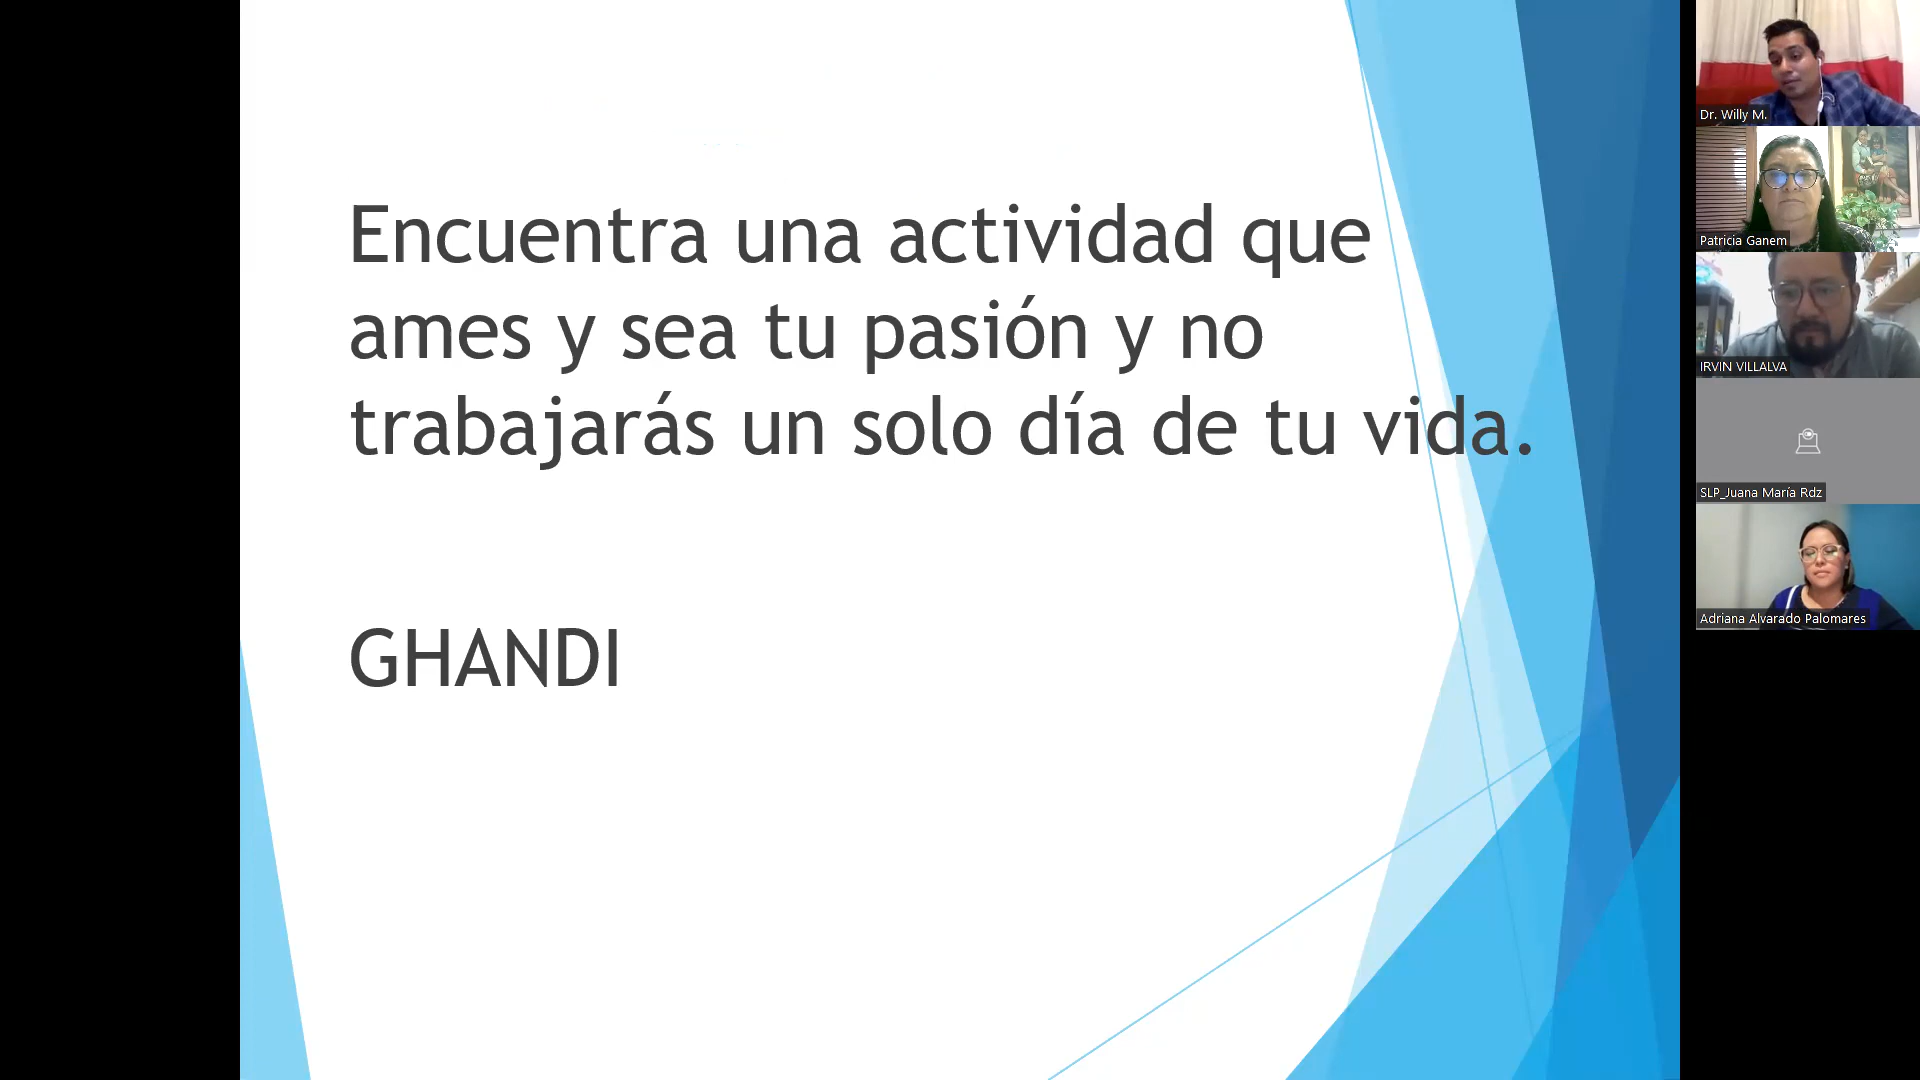 Encuentra una actividad que
ames y sea tu pasión y no
trabajarás un solo día de tu vida.
GHANDI
Dr. Willy M.
Patricia Ganem
IRVIN VILLALVA
SLP_Juana María Rdz
Adriana Alvarado Palomares